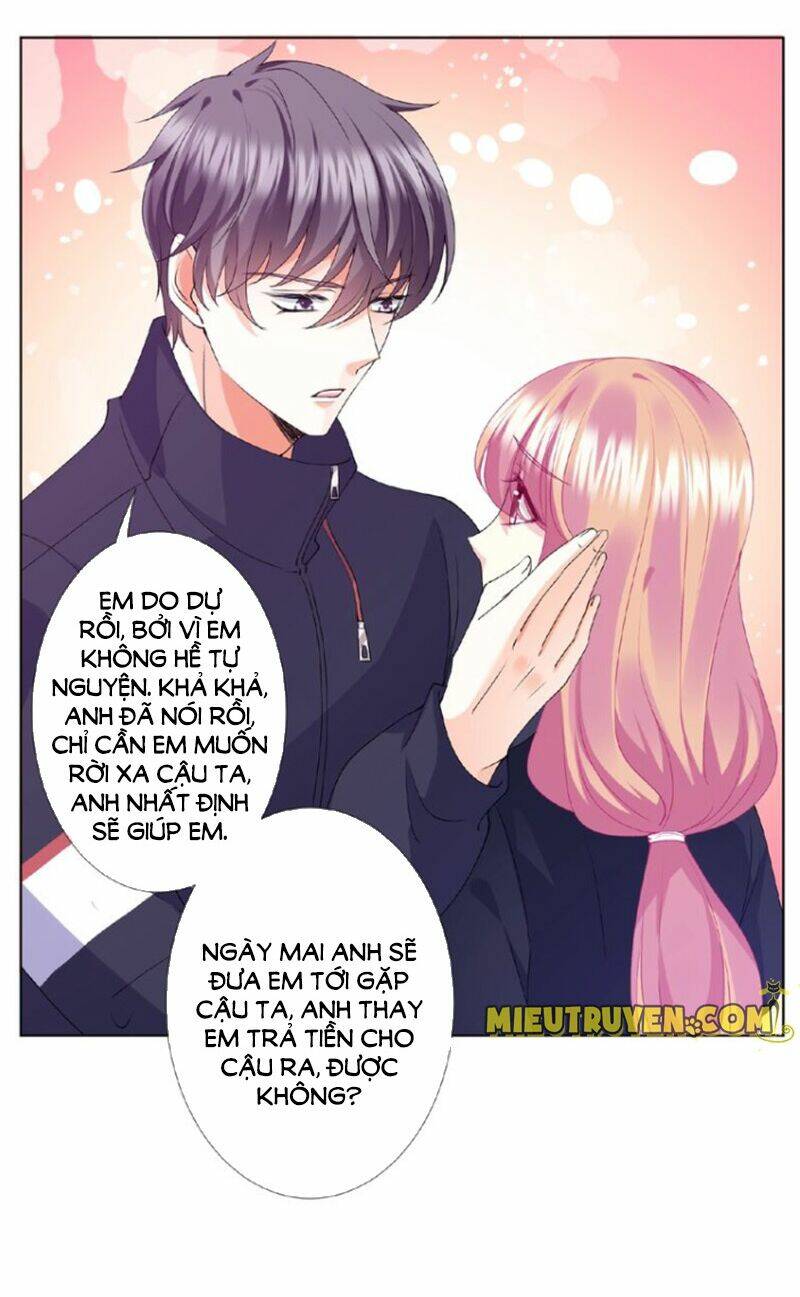 EM DO DỰ
RỒI, BỞI VÌ EM
KHÔNG HỀ TỰ
NGUYỆN. KHẢ KHẢ,
ANH ĐÃ NÓI RỒI,
CHỈ CẦN EM MUỐN
RỜI XA CẬU TA,
ANH NHẤT ĐỊNH
SẼ GIÚP EM.
NGÀY MAI ANH SẼ
ĐƯA EM TỚI GẶP
CẬU TA, ANH THAY
EM TRẢ TIỀN CHO
CẬU RA, ĐƯỢC
KHÔNG?
MIEUTRUYEN.COM